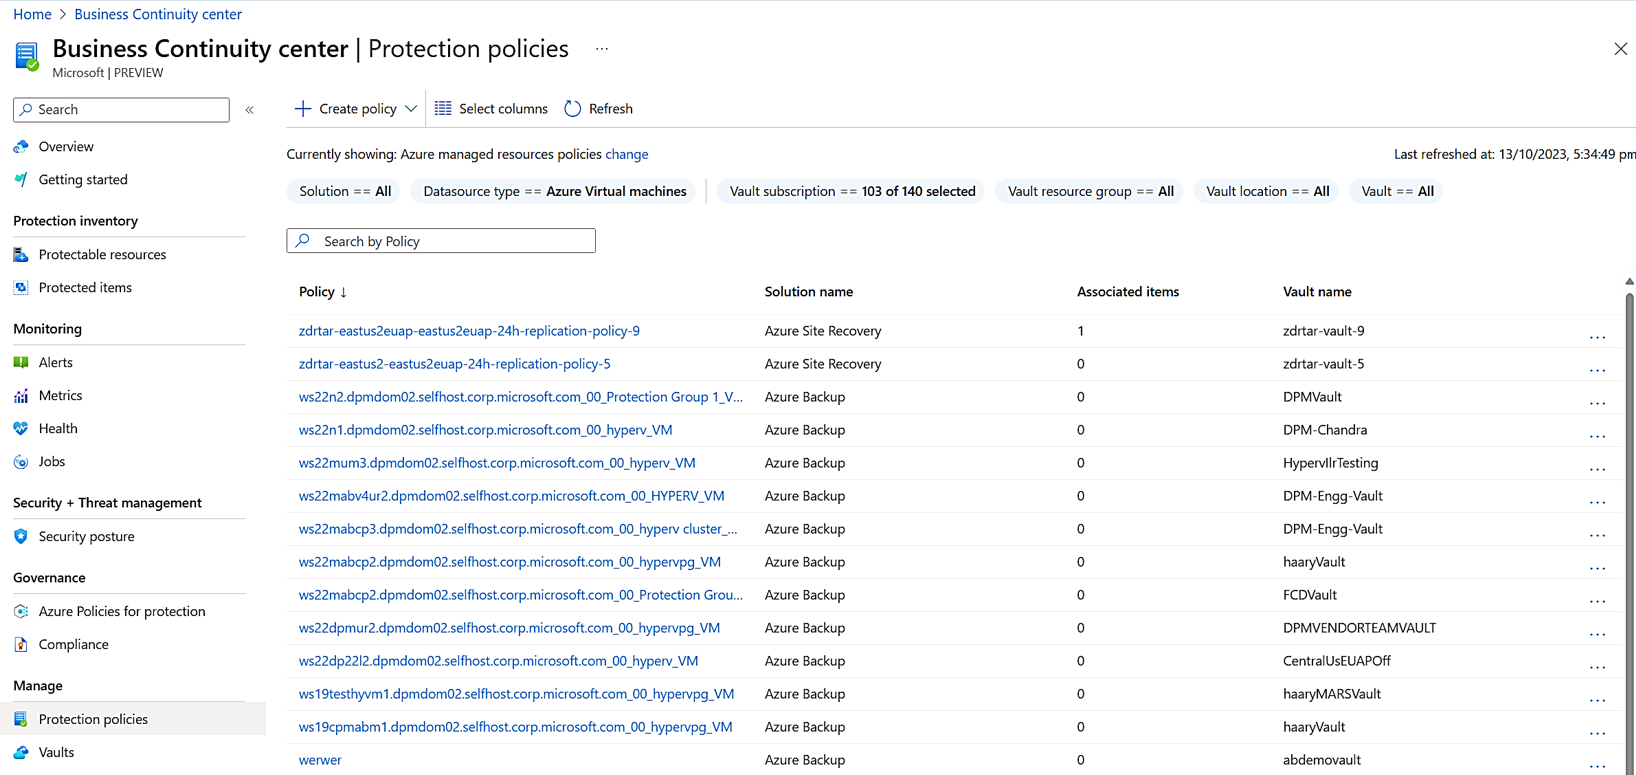 Home > Business Continuity center
Business Continuity center | Protection policies ...
Microsoft | PREVIEW
Search «
Overview
Getting started
Protection inventory
Protectable resources
Protected items
Monitoring
Alerts
Metrics
Health
Jobs
Security + Threat management
Security posture
Governance
Azure Policies for protection
Compliance
Manage
Protection policies
Vaults
Create policy Select columns Refresh
Currently showing: Azure managed resources policies change Last refreshed at: 13/10/2023, 5:34:49 pm
Solution == All Datasource type == Azure Virtual machines Vault subscription == 103 of 140 selected Vault resource group == All Vault location == All Vault == All
Search by Policy
Policy ↓ Solution name Associated items Vault name
zdrtar-eastus2euap-eastus2euap-24h-replication-policy-9 Azure Site Recovery 1 zdrtar-vault-9 ...
zdrtar-eastus2-eastus2euap-24h-replication-policy-5 Azure Site Recovery 0 zdrtar-vault-5 ...
ws22n2.dpmdom02.selfhost.corp.microsoft.com_00_Protection Group 1_V... Azure Backup 0 DPMVault ...
ws22n1.dpmdom02.selfhost.corp.microsoft.com_00_hyperv_VM Azure Backup 0 DPM-Chandra ...
ws22mum3.dpmdom02.selfhost.corp.microsoft.com_00_hyperv_VM Azure Backup 0 HypervIlrTesting ...
ws22mabv4ur2.dpmdom02.selfhost.corp.microsoft.com_00_HYPERV_VM Azure Backup 0 DPM-Engg-Vault ...
ws22mabcp3.dpmdom02.selfhost.corp.microsoft.com_00_hyperv cluster_... Azure Backup 0 DPM-Engg-Vault ...
ws22mabcp2.dpmdom02.selfhost.corp.microsoft.com_00_hypervpg_VM Azure Backup 0 haaryVault ...
ws22mabcp2.dpmdom02.selfhost.corp.microsoft.com_00_Protection Grou... Azure Backup 0 FCDVault ...
ws22dpmur2.dpmdom02.selfhost.corp.microsoft.com_00_hypervpg_VM Azure Backup 0 DPMVENDORTEAMVAULT ...
ws22dp22l2.dpmdom02.selfhost.corp.microsoft.com_00_hyperv_VM Azure Backup 0 CentralUsEUAPOff ...
ws19testhyvm1.dpmdom02.selfhost.corp.microsoft.com_00_hypervpg_VM Azure Backup 0 haaryMARSVault ...
ws19cpmabm1.dpmdom02.selfhost.corp.microsoft.com_00_hypervpg_VM Azure Backup 0 haaryVault ...
werwer Azure Backup 0 abdemovault ...